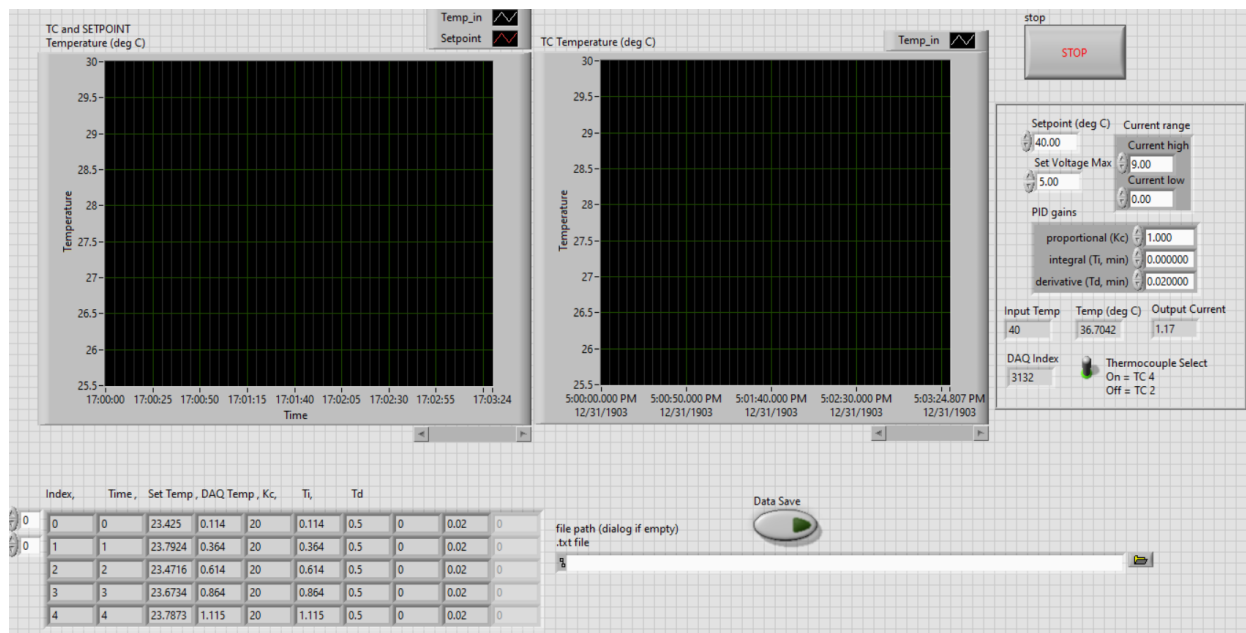 TC and SETPOINT
Temperature (deg C)
Temp_in
Setpoint
30
29.5
29
28.5
28
27.5
27
26.5
26
25.5
Temperature
17:00:00 17:00:25 17:00:50 17:01:15 17:01:40 17:02:05 17:02:30 17:02:55 17:03:24
Time
TC Temperature (deg C)
Temp_in
30
29.5
29
28.5
28
27.5
27
26.5
26
25.5
Temperature
5:00:00.000 PM 5:00:50.000 PM 5:01:40.000 PM 5:02:30.000 PM 5:03:24.807 PM
12/31/1903 12/31/1903 12/31/1903 12/31/1903 12/31/1903
stop
STOP
Setpoint (deg C)
40.00
Set Voltage Max
5.00
Current range
Current high
9.00
Current low
0.00
PID gains
proportional (Kc) 1.000
integral (Ti, min) 0.000000
derivative (Td, min) 0.020000
Input Temp Temp (deg C) Output Current
40 36.7042 1.17
DAQ Index
3132
Thermocouple Select
On = TC 4
Off = TC 2
Index, Time , Set Temp , DAQ Temp , Kc, Ti, Td
0 0 0 23.425 0.114 20 0.114 0.5 0 0.02 0
0 1 1 23.7924 0.364 20 0.364 0.5 0 0.02 0
2 2 23.4716 0.614 20 0.614 0.5 0 0.02 0
3 3 23.6734 0.864 20 0.864 0.5 0 0.02 0
4 4 23.7873 1.115 20 1.115 0.5 0 0.02 0
Data Save
file path (dialog if empty)
.txt file